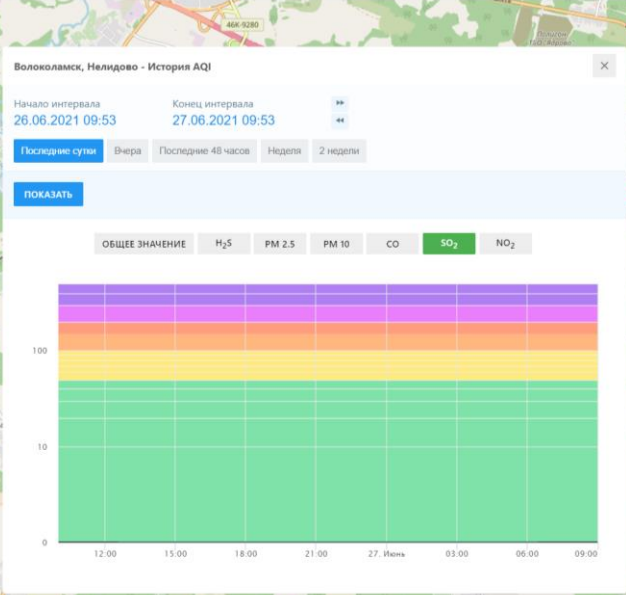 46К-9280
Волоколамск, Нелидово - История AQI
Начало интервала
Конец интервала
26.06.2021 09:53
27.06.2021 09:53
Последние сутки
Вчера
Последние 48 часов
Неделя
2 недели
ПОКАЗАТЬ
ОБЩЕЕ ЗНАЧЕНИЕ
H2S
PM 2.5
PM 10
CO
SO2
NO2
100
10
0
12:00
15:00
18:00
21:00
27. Июнь
03:00
06:00
09:00